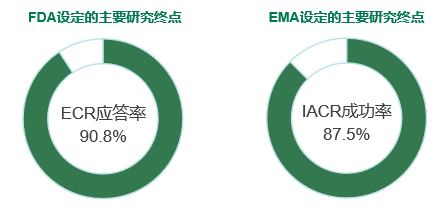 FDA设定的主要研究终点
EMA设定的主要研究终点
ECR应答率
90.8%
IACR成功率
87.5%